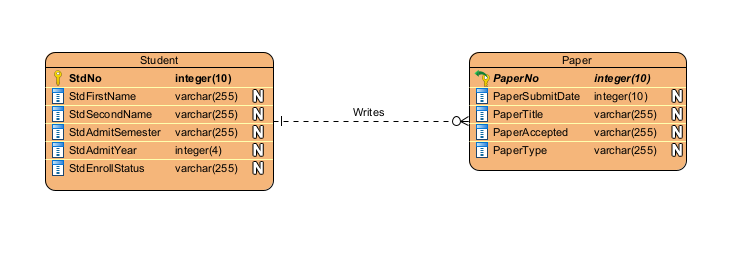 Student
StdNo integer(10)
StdFirstName varchar(255) N
StdSecondName varchar(255) N
StdAdmitSemester varchar(255) N
StdAdmitYear integer(4) N
StdEnrollStatus varchar(255) N
Writes
Paper
PaperNo integer(10)
PaperSubmitDate integer(10) N
PaperTitle varchar(255) N
PaperAccepted varchar(255) N
PaperType varchar(255) N